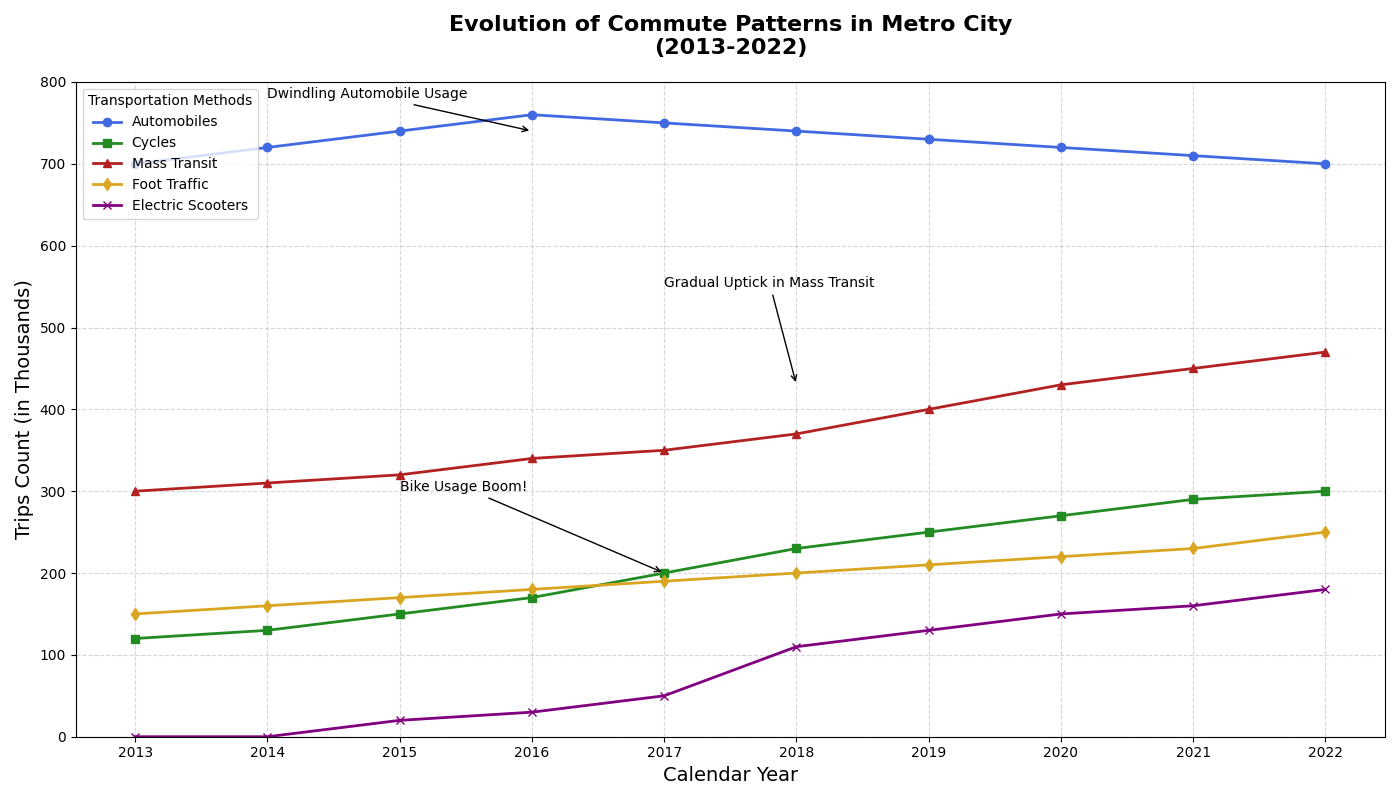 Evolution of Commute Patterns in Metro City
(2013-2022)
Trips Count (in Thousands)
800
700
600
500
400
300
200
100
0
Transportation Methods
Automobiles
Cycles
Mass Transit
Foot Traffic
Electric Scooters
Dwindling Automobile Usage
Gradual Uptick in Mass Transit
Bike Usage Boom!
2013
2014
2015
2016
2017
2018
2019
2020
2021
2022
Calendar Year